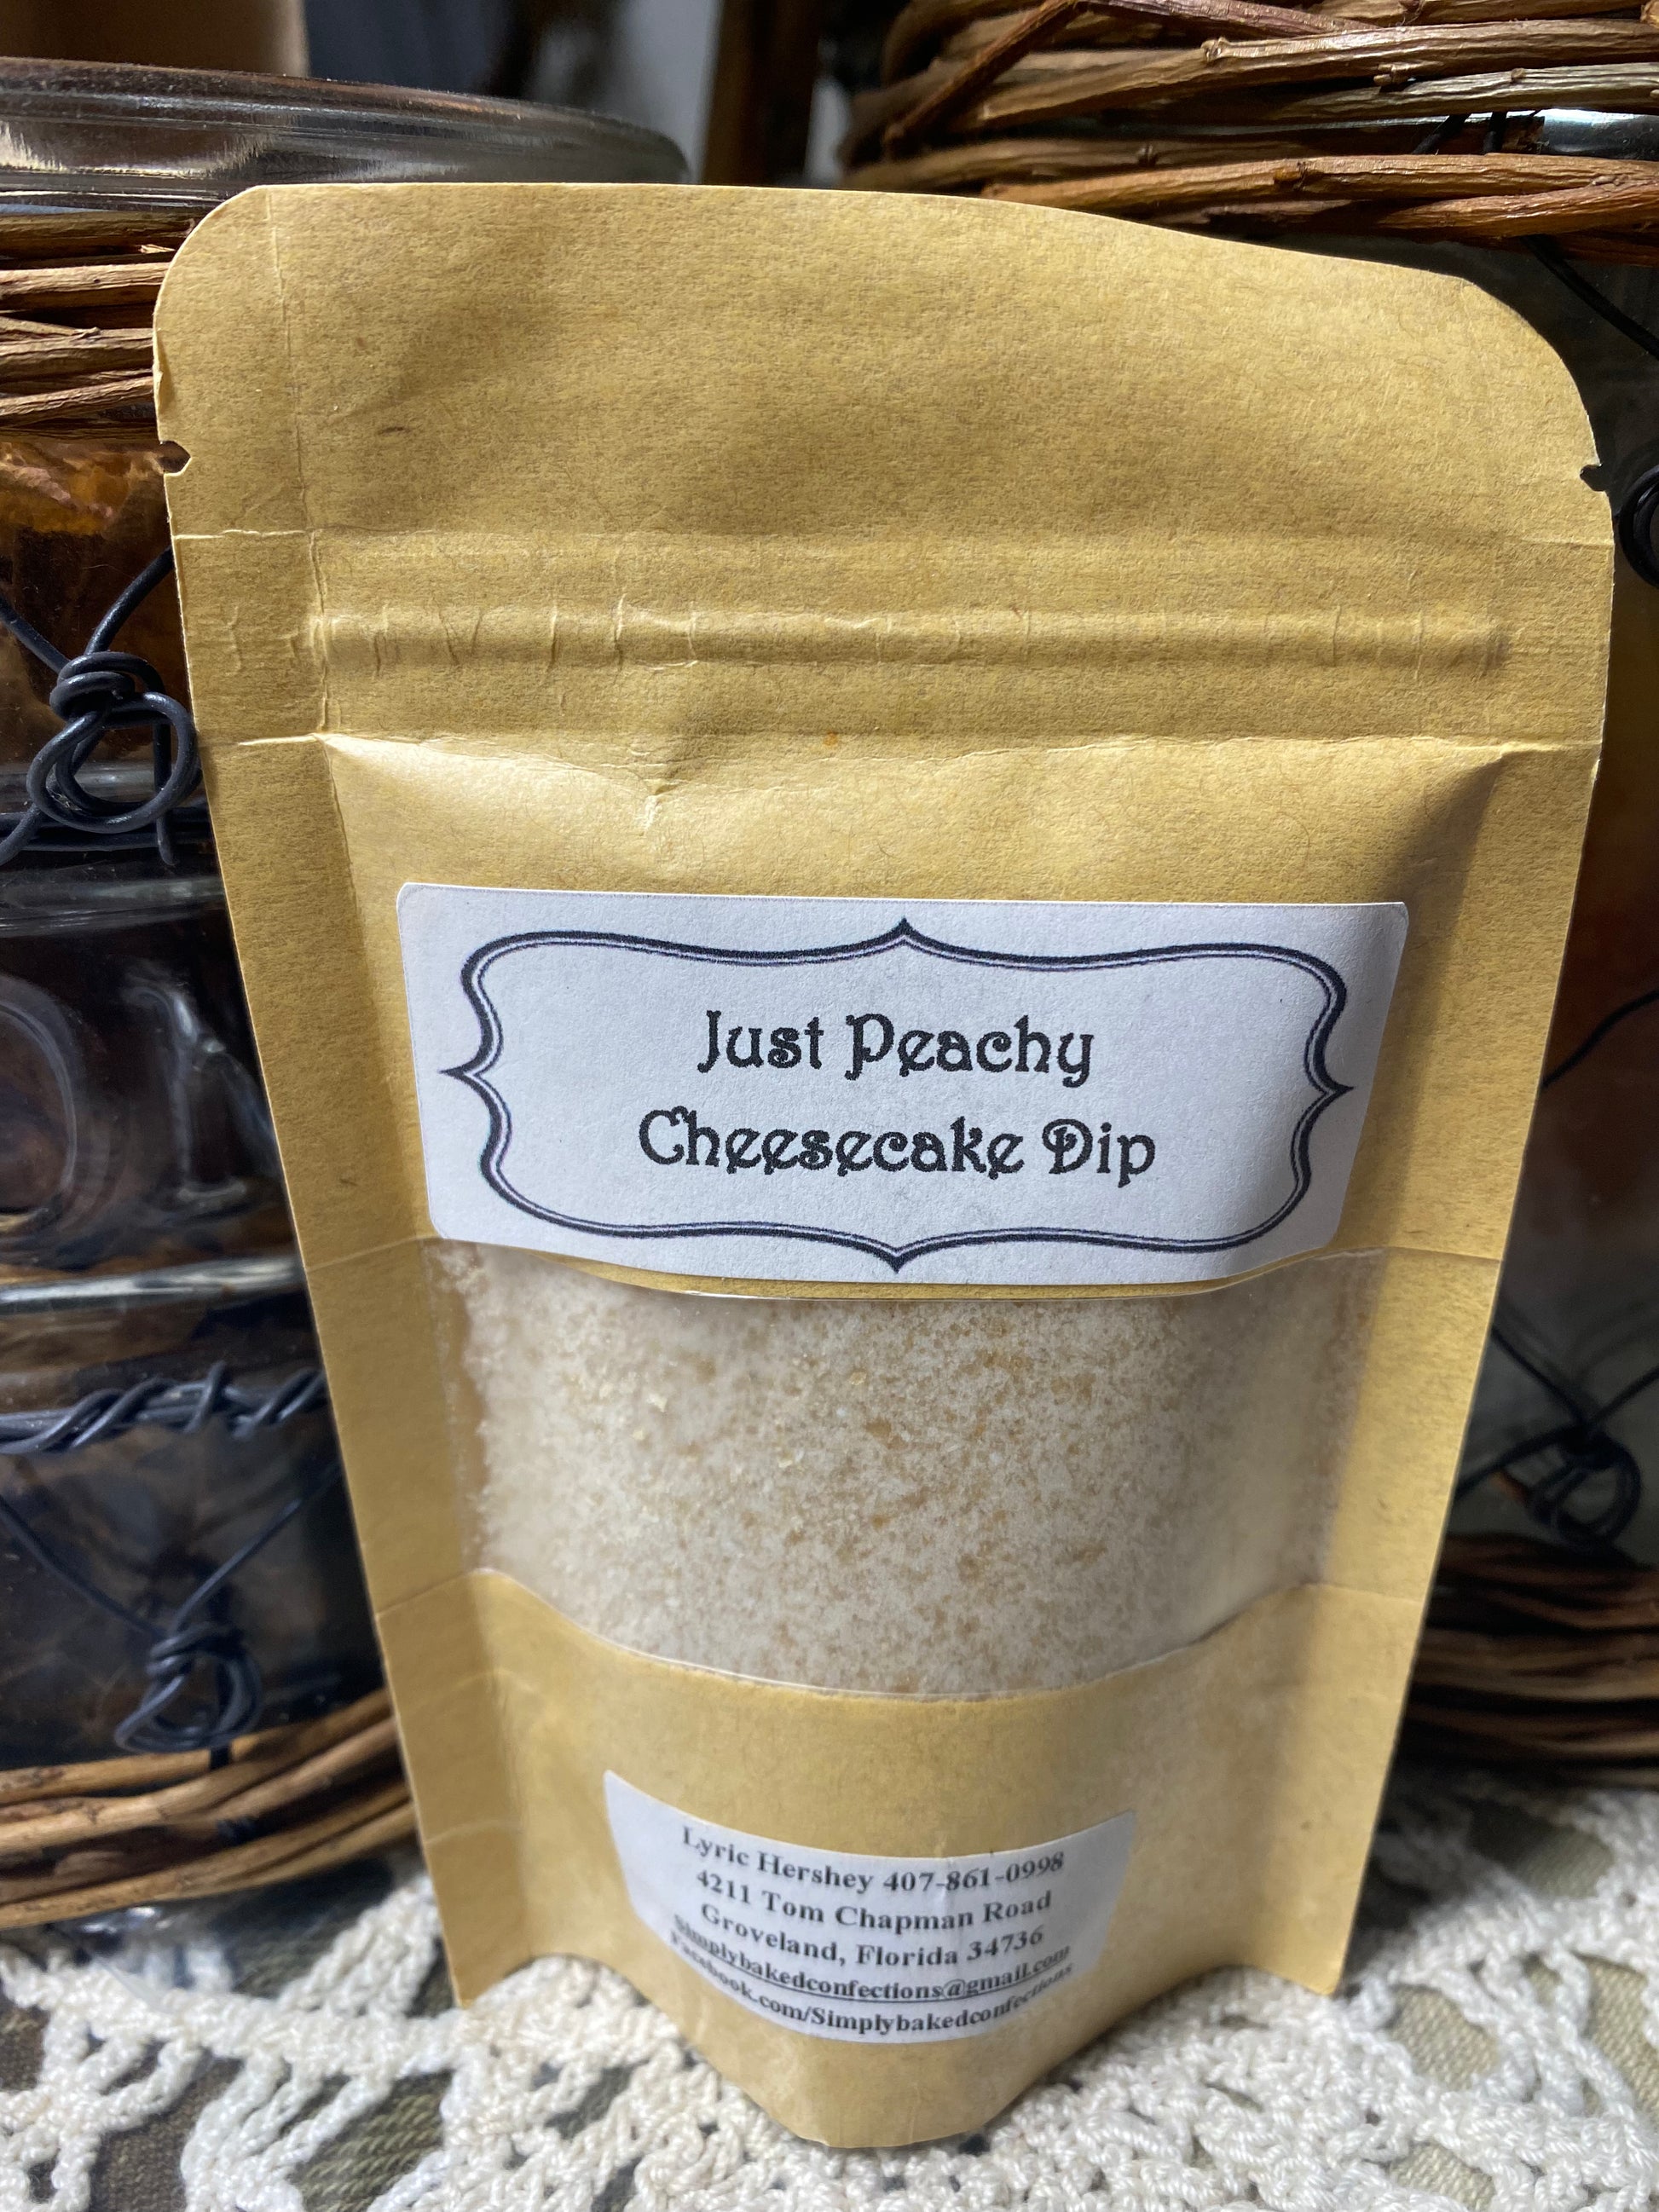 Just Peachy
Cheesecake Dip
Lyric Hershey 407-861-0998
4211 Tom Chapman Road
Groveland, Florida 34736
Simplybakedconfections@gmail.com
Facebook.com/Simplybakedconfections